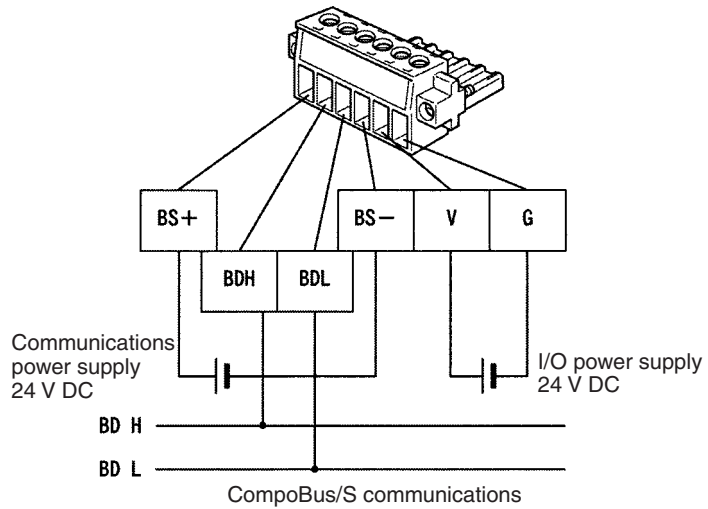 BS+
BS−
V
G
BDH
BDL
Communications
power supply
24 V DC
I/O power supply
24 V DC
BD H
BD L
CompoBus/S communications